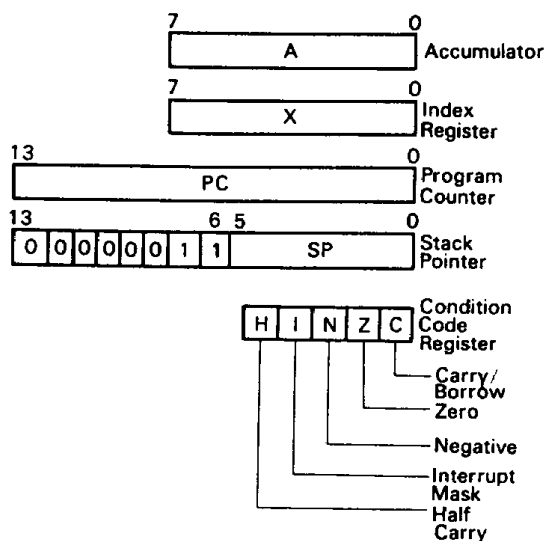 7 0
A Accumulator
7 0
X Index
Register
13 0
PC Program
Counter
13 6 5 0
0 0 0 0 0 0 1 1 SP Stack
Pointer
H I N Z C Condition
Code
Register
Carry/
Borrow
Zero
Negative
Interrupt
Mask
Half
Carry